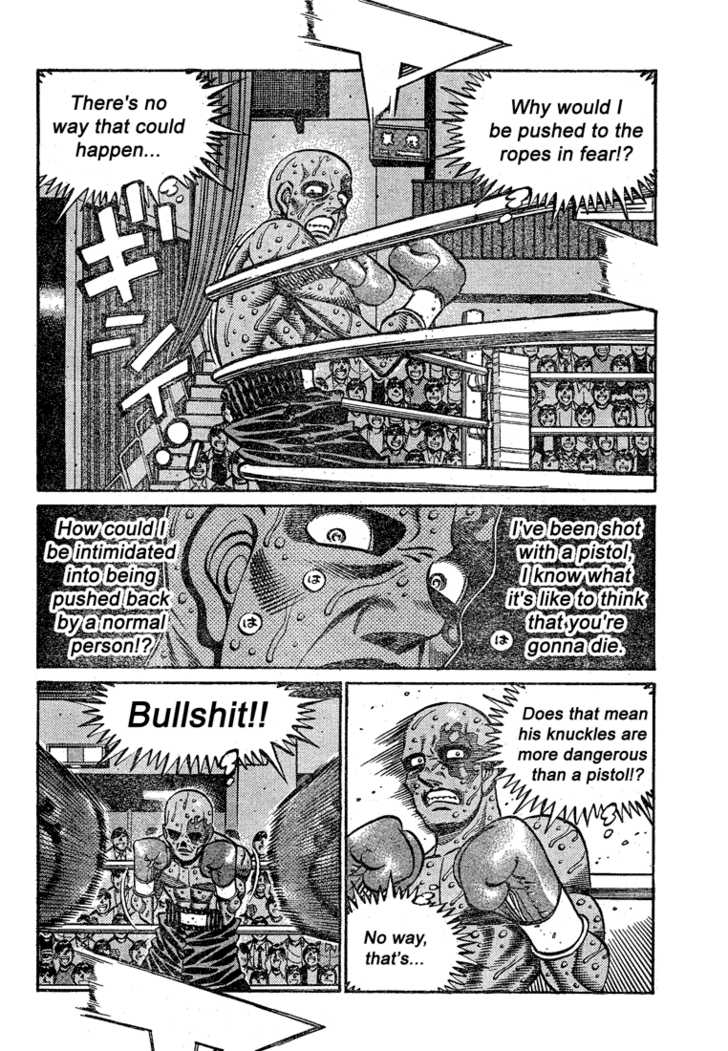 There's no
way that could
happen...
Why would I
be pushed to the
ropes in fear!?
ギ
シ
イ
How could I
be intimidated
into being
pushed back
by a normal
person!?
は
は
は
I've been shot
with a pistol,
I know what
it's like to think
that you're
gonna die.
Bullshit!!
Does that mean
his knuckles are
more dangerous
than a pistol!?
No way,
that's...